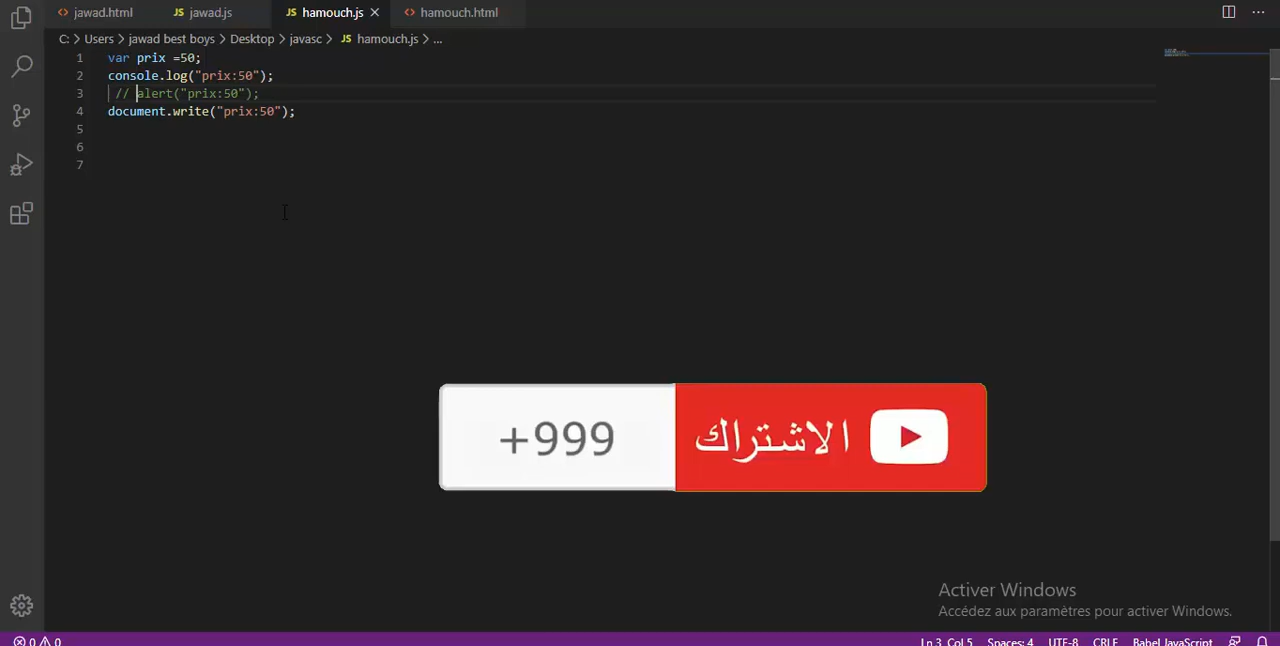 jawad.html JS jawad.js JS hamouch.js hamouch.html
C: > Users > jawad best boys > Desktop > javasc > JS hamouch.js > ...
1 var prix =50;
2 console.log("prix:50");
3 // alert("prix:50");
4 document.write("prix:50");
5
6
7
+999 الاشتراك
Activer Windows
Accédez aux paramètres pour activer Windows.
0 0 Ln 3, Col 5 Spaces: 4 UTF-8 CRLF Babel JavaScript